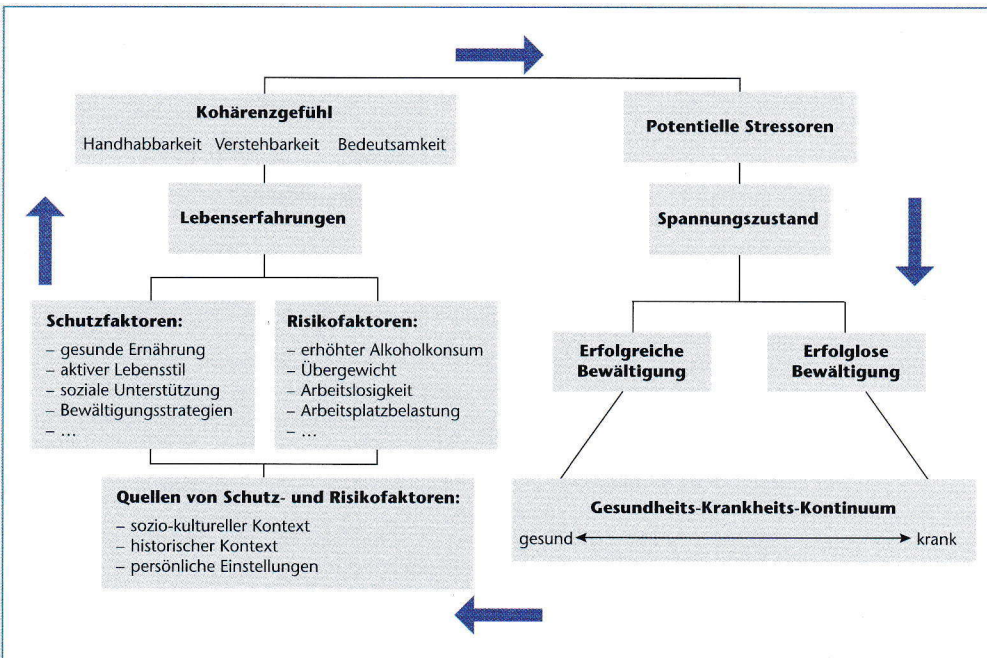 Kohärenzgefühl
Handhabbarkeit Verstehbarkeit Bedeutsamkeit
Potentielle Stressoren
Lebenserfahrungen
Spannungszustand
Schutzfaktoren:
– gesunde Ernährung
– aktiver Lebensstil
– soziale Unterstützung
– Bewältigungsstrategien
– ...
Risikofaktoren:
– erhöhter Alkoholkonsum
– Übergewicht
– Arbeitslosigkeit
– Arbeitsplatzbelastung
– ...
Erfolgreiche
Bewältigung
Erfolglose
Bewältigung
Quellen von Schutz- und Risikofaktoren:
– sozio-kultureller Kontext
– historischer Kontext
– persönliche Einstellungen
Gesundheits-Krankheits-Kontinuum
gesund krank